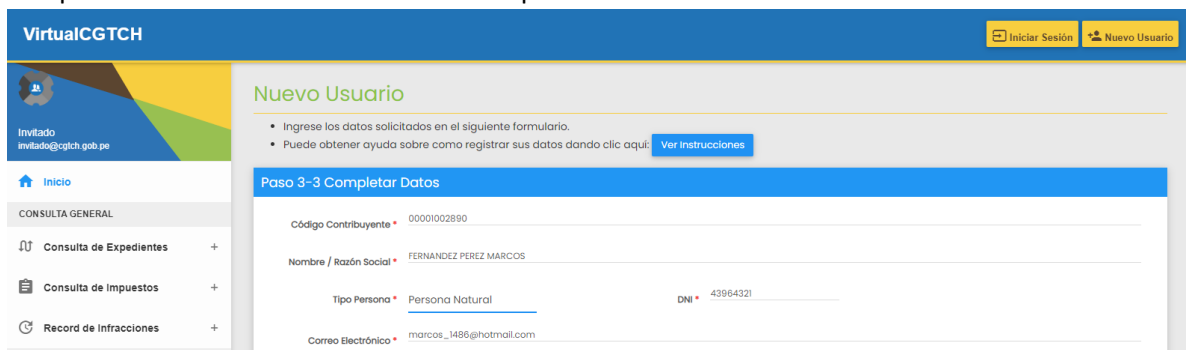 VirtualCGTCH
Iniciar Sesión
Nuevo Usuario
Invitado
invitado@cgtch.gob.pe
Inicio
CONSULTA GENERAL
Consulta de Expedientes +
Consulta de Impuestos +
Record de Infracciones +
Nuevo Usuario
• Ingrese los datos solicitados en el siguiente formulario.
• Puede obtener ayuda sobre como registrar sus datos dando clic aquí: Ver Instrucciones
Paso 3-3 Completar Datos
Código Contribuyente * 00001002890
Nombre / Razón Social * FERNANDEZ PEREZ MARCOS
Tipo Persona * Persona Natural DNI * 43964321
Correo Electrónico * marcos_1486@hotmail.com